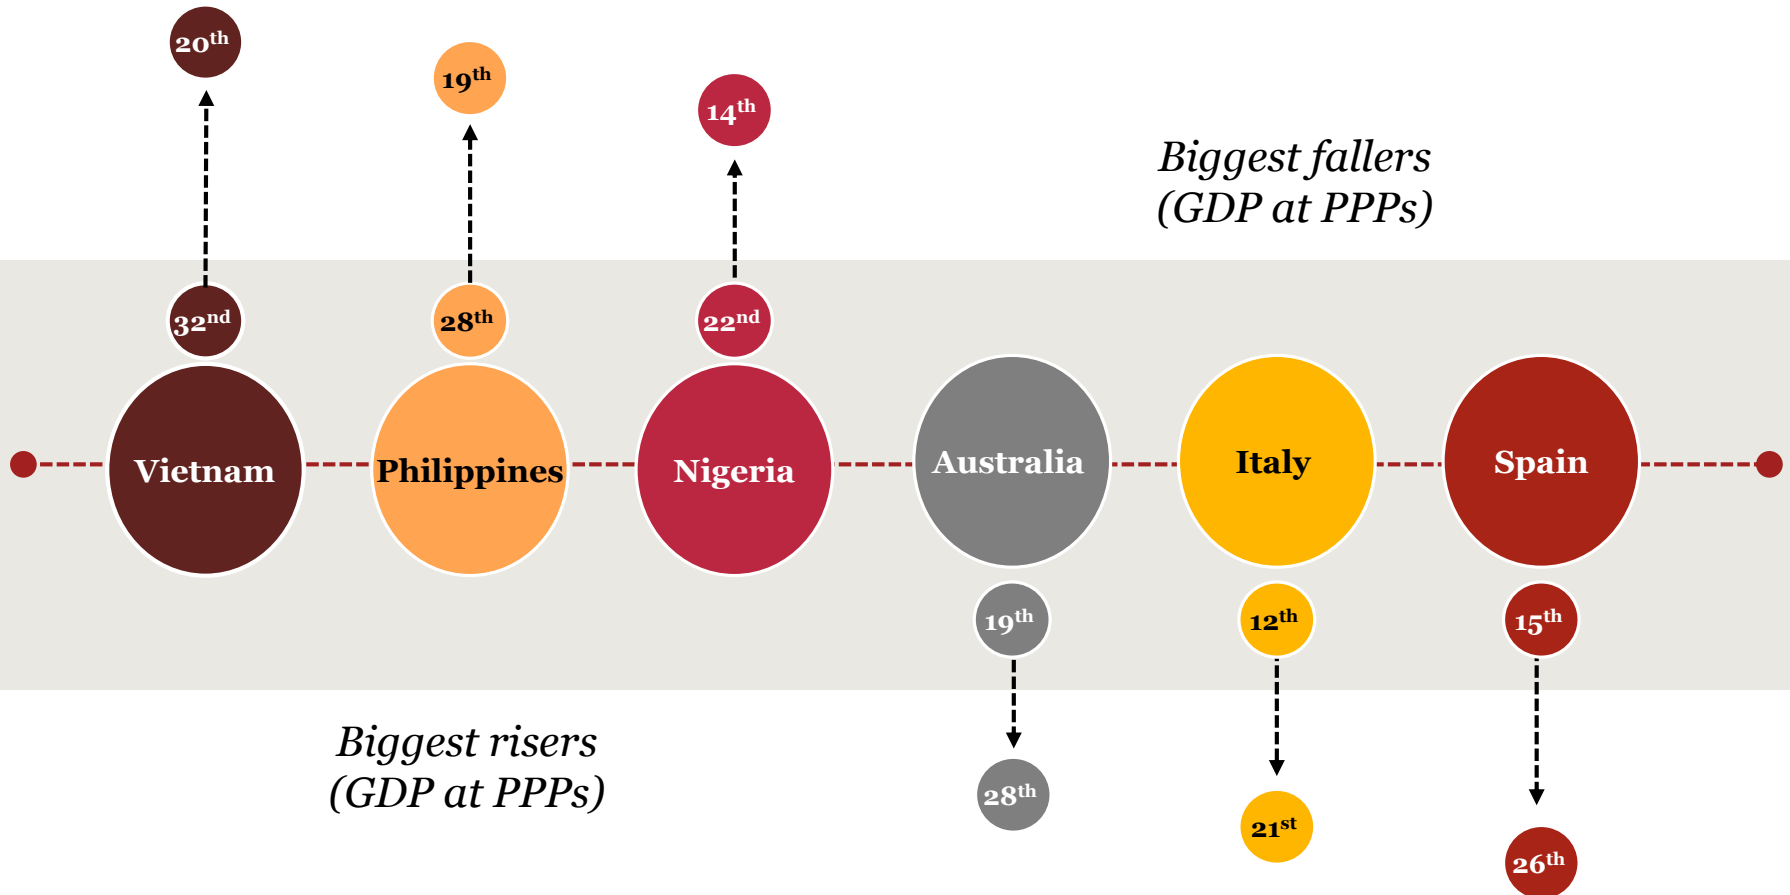 20th
19th
14th
Biggest fallers
(GDP at PPPs)
32nd
28th
22nd
Vietnam
Philippines
Nigeria
Australia
Italy
Spain
19th
12th
15th
Biggest risers
(GDP at PPPs)
28th
21st
26th